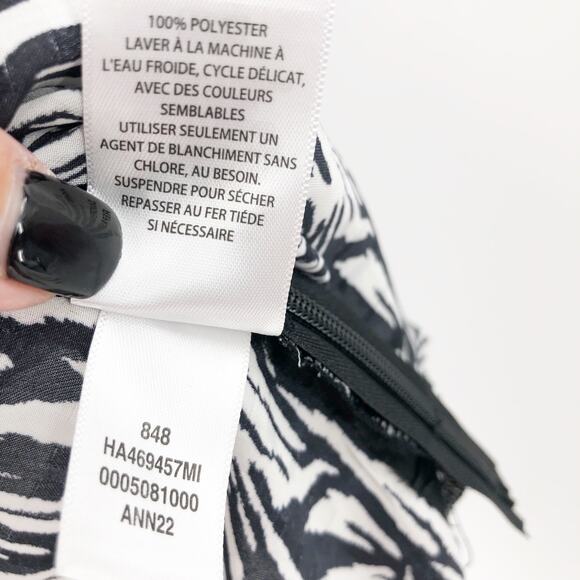 100% POLYESTER
LAVER À LA MACHINE À
L'EAU FROIDE, CYCLE DÉLICAT,
AVEC DES COULEURS
SEMBLABLES
UTILISER SEULEMENT UN
AGENT DE BLANCHIMENT SANS
CHLORE, AU BESOIN.
SUSPENDRE POUR SÉCHER
REPASSER AU FER TIÉDE
SI NÉCESSAIRE
848
HA469457MI
0005081000
ANN22